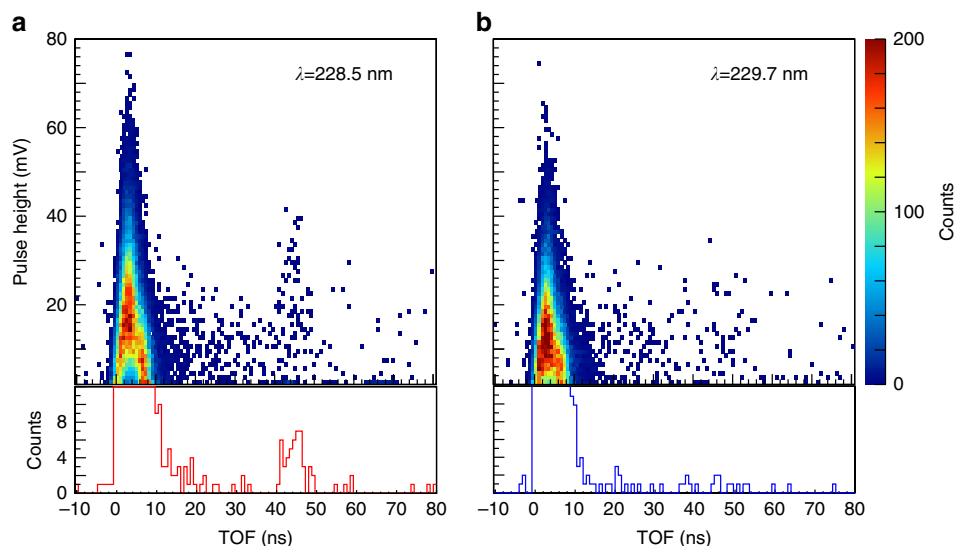 a
b
λ=228.5 nm
λ=229.7 nm
80
60
40
20
Pulse height (mV)
200
100
0
Counts
8
4
0
Counts
−10 0 10 20 30 40 50 60 70 80
−10 0 10 20 30 40 50 60 70 80
TOF (ns)
TOF (ns)